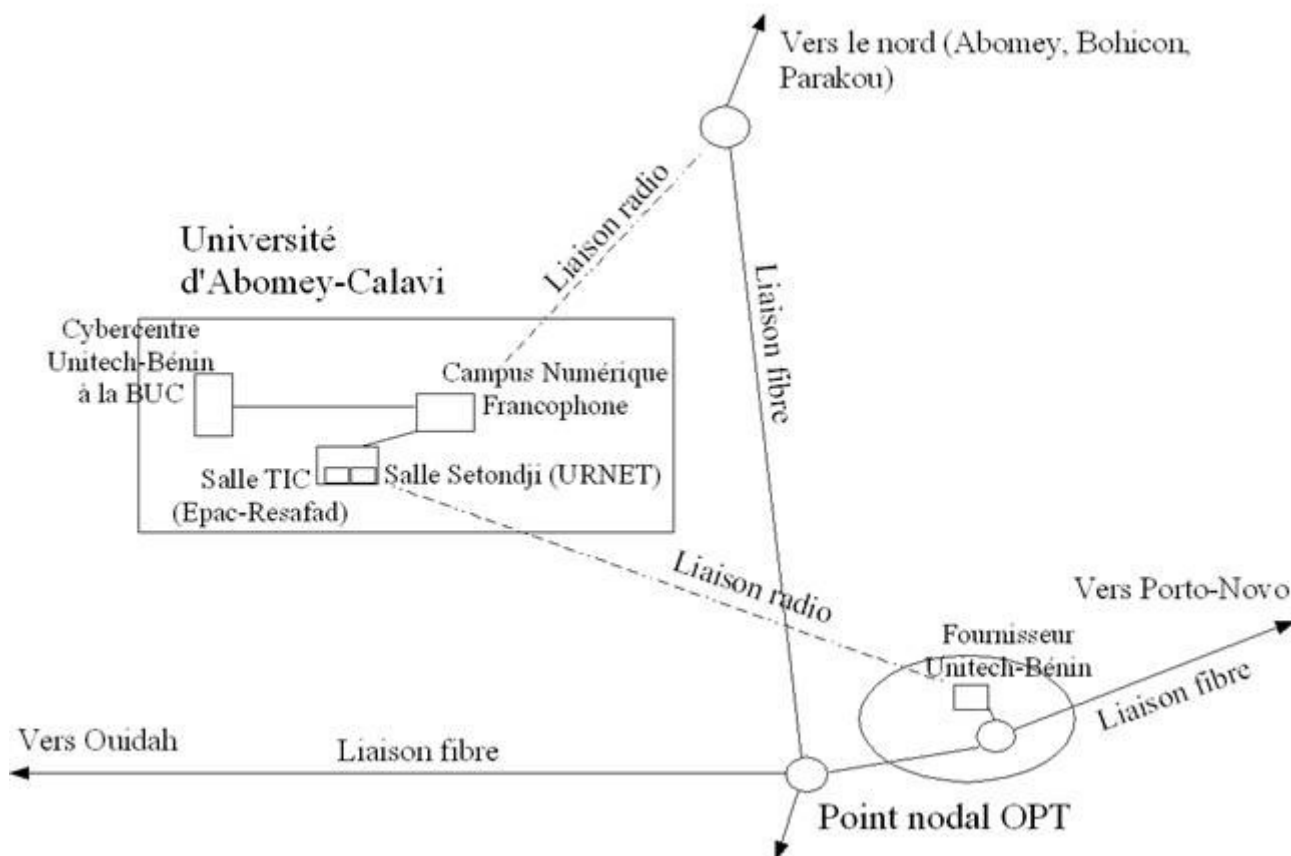 Vers le nord (Abomey, Bohicon,
Parakou)
Liaison radio
Université
d'Abomey-Calavi
Liaison fibre
Cybercentre
Unitech-Bénin
à la BUC
Campus Numérique
Francophone
Salle TIC
(Epac-Resafad)
Salle Setondji (URNET)
Liaison radio
Vers Porto-Novo
Fournisseur
Unitech-Bénin
Liaison fibre
Vers Ouidah
Liaison fibre
Point nodal OPT